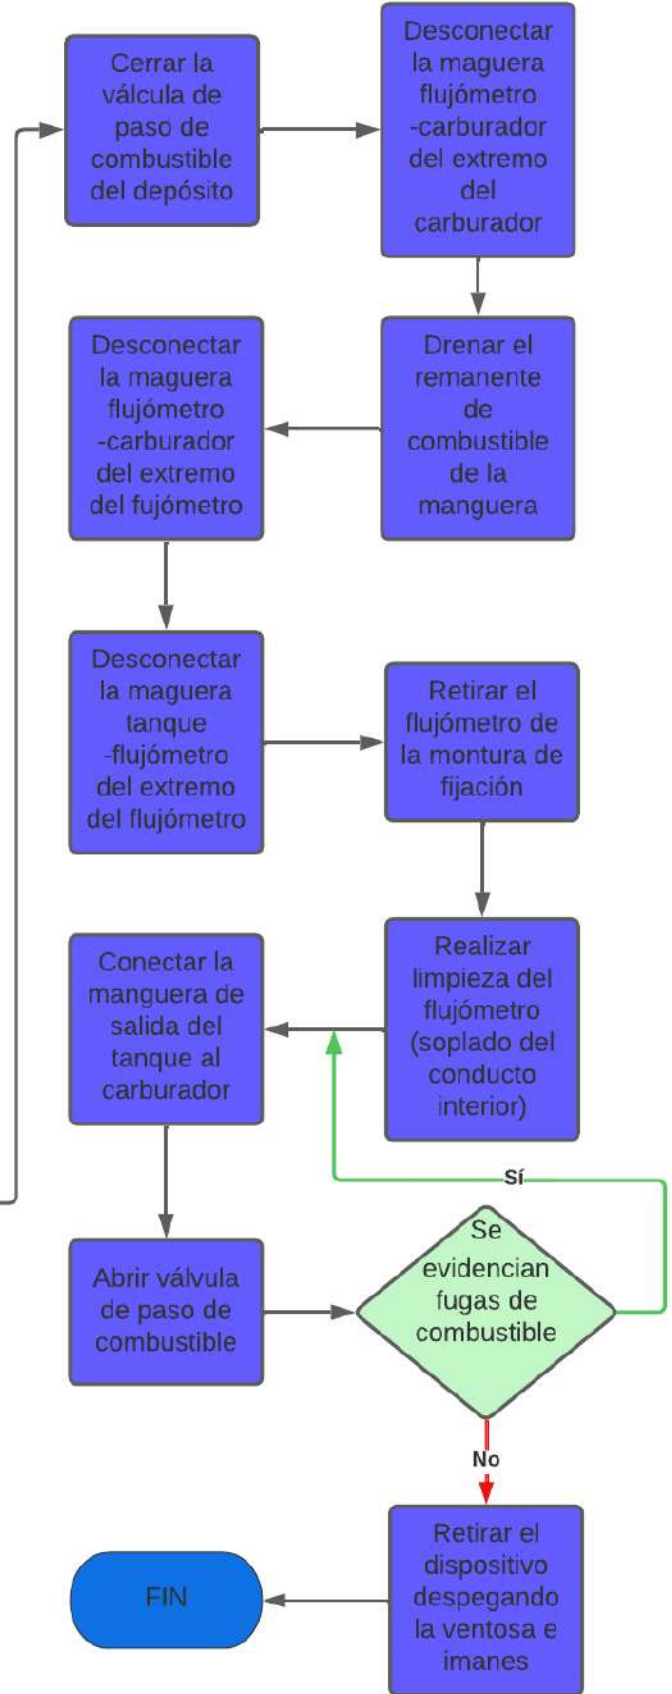 Cerrar la
válcula de
paso de
combustible
del depósito
Desconectar
la maguera
flujómetro
-carburador
del extremo
del
carburador
Drenar el
remanente
de
combustible
de la
manguera
Desconectar
la maguera
flujómetro
-carburador
del extremo
del fujómetro
Desconectar
la maguera
tanque
-flujómetro
del extremo
del flujómetro
Retirar el
flujómetro de
la montura de
fijación
Realizar
limpieza del
flujómetro
(soplado del
conducto
interior)
Conectar la
manguera de
salida del
tanque al
carburador
Abrir válvula
de paso de
combustible
Se
evidencian
fugas de
combustible
Sí
No
Retirar el
dispositivo
despegando
la ventosa e
imanes
FIN